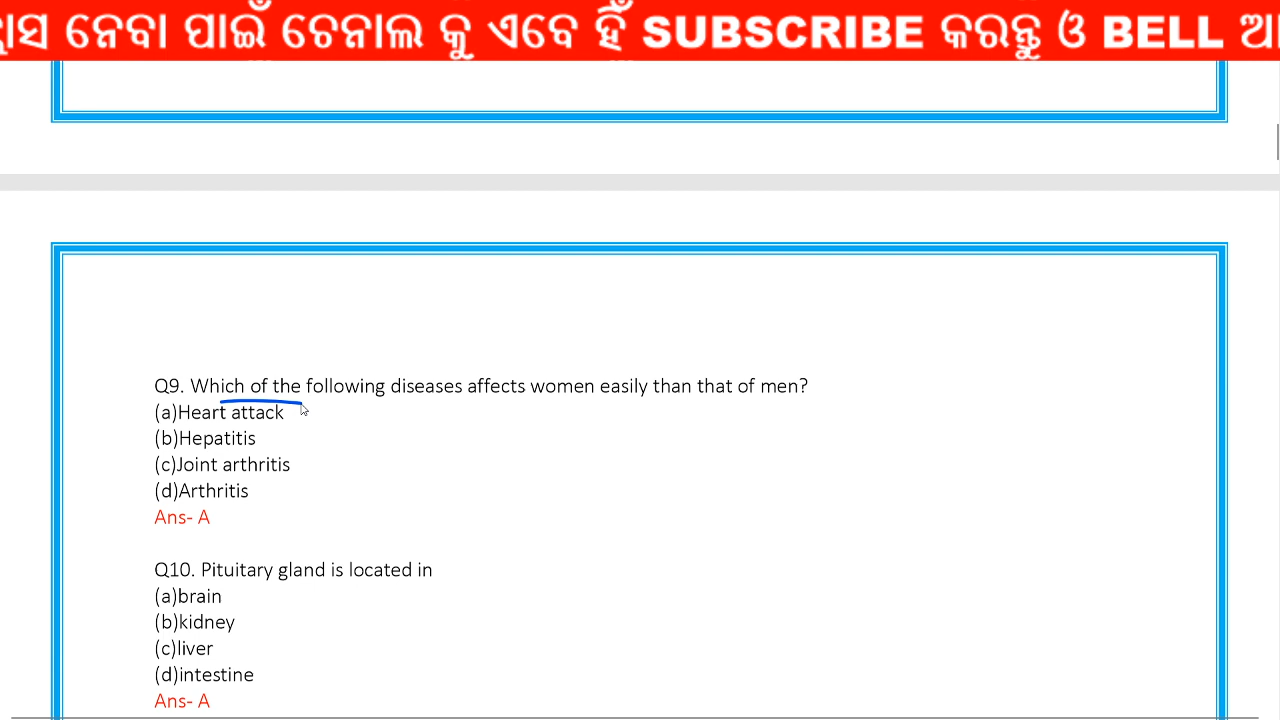 ସ ନେବା ପାଇଁ ଚେନାଲ କୁ ଏବେ ହିଁ SUBSCRIBE କରନ୍ତୁ ଓ BELL
Q9. Which of the following diseases affects women easily than that of men?
(a)Heart attack
(b)Hepatitis
(c)Joint arthritis
(d)Arthritis
Ans- A
Q10. Pituitary gland is located in
(a)brain
(b)kidney
(c)liver
(d)intestine
Ans- A